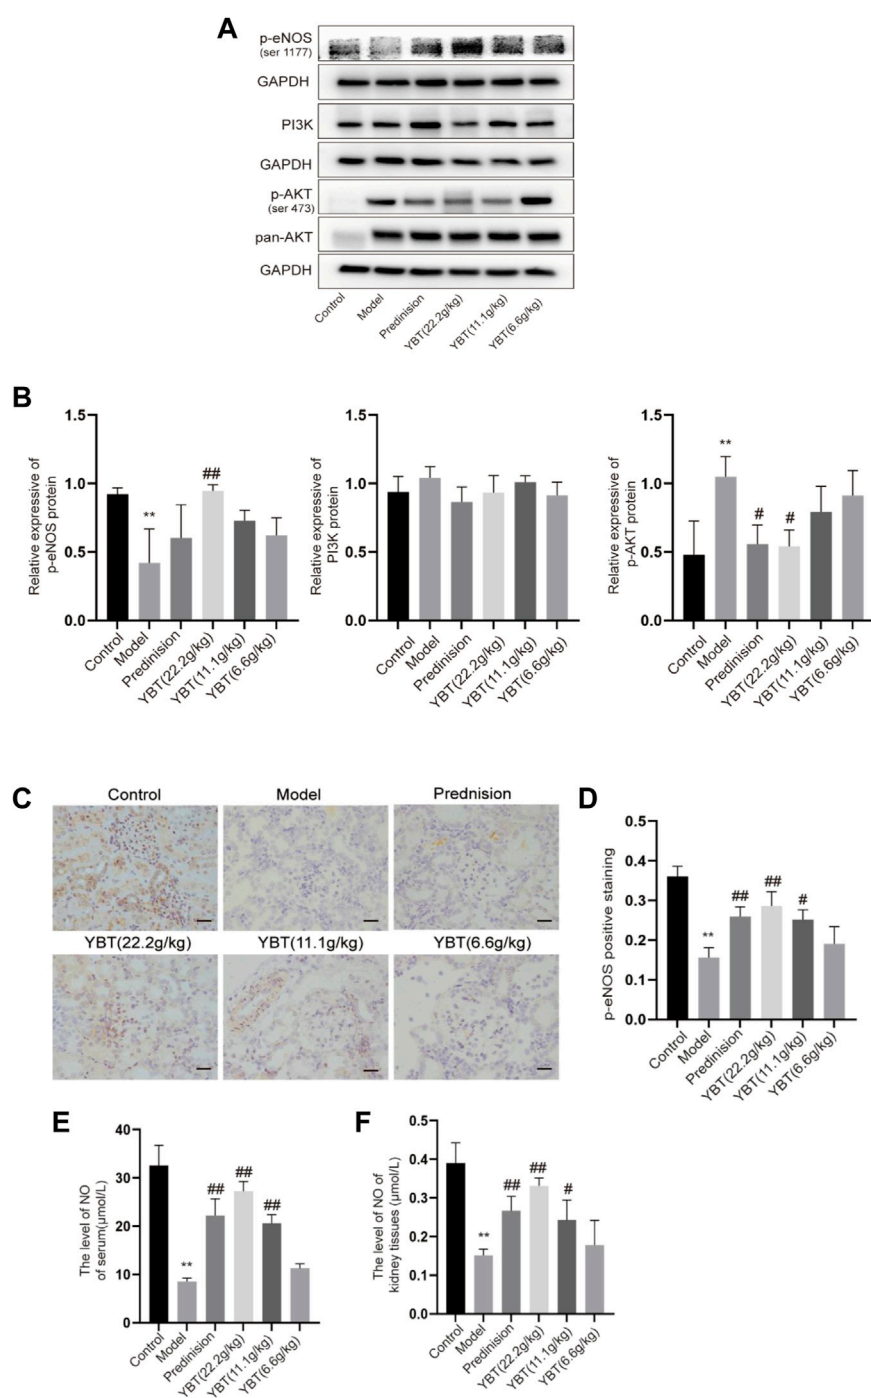 A
p-eNOS
(ser 1177)
GAPDH
PI3K
GAPDH
p-AKT
(ser 473)
pan-AKT
GAPDH
Control
Model
Predinision
YBT(22.2g/kg)
YBT(11.1g/kg)
YBT(6.6g/kg)
B
Relative expressive of
p-eNOS protein
1.5
1.0
0.5
0.0
**
##
Control
Model
Predinision
YBT(22.2g/kg)
YBT(11.1g/kg)
YBT(6.6g/kg)
Relative expressive of
PI3K protein
1.5
1.0
0.5
0.0
Control
Model
Predinision
YBT(22.2g/kg)
YBT(11.1g/kg)
YBT(6.6g/kg)
Relative expressive of
p-AKT protein
1.5
1.0
0.5
0.0
**
#
#
Control
Model
Predinision
YBT(22.2g/kg)
YBT(11.1g/kg)
YBT(6.6g/kg)
C
Control
Model
Prednision
YBT(22.2g/kg)
YBT(11.1g/kg)
YBT(6.6g/kg)
D
p-eNOS positive staining
0.5
0.4
0.3
0.2
0.1
0.0
**
##
##
#
Control
Model
Predinision
YBT(22.2g/kg)
YBT(11.1g/kg)
YBT(6.6g/kg)
E
The level of NO
of serum(μmol/L)
40
30
20
10
0
**
##
##
##
Control
Model
Predinision
YBT(22.2g/kg)
YBT(11.1g/kg)
YBT(6.6g/kg)
F
The level of NO of
kidney tissues (μmol/L)
0.5
0.4
0.3
0.2
0.1
0.0
**
##
##
#
Control
Model
Predinision
YBT(22.2g/kg)
YBT(11.1g/kg)
YBT(6.6g/kg)